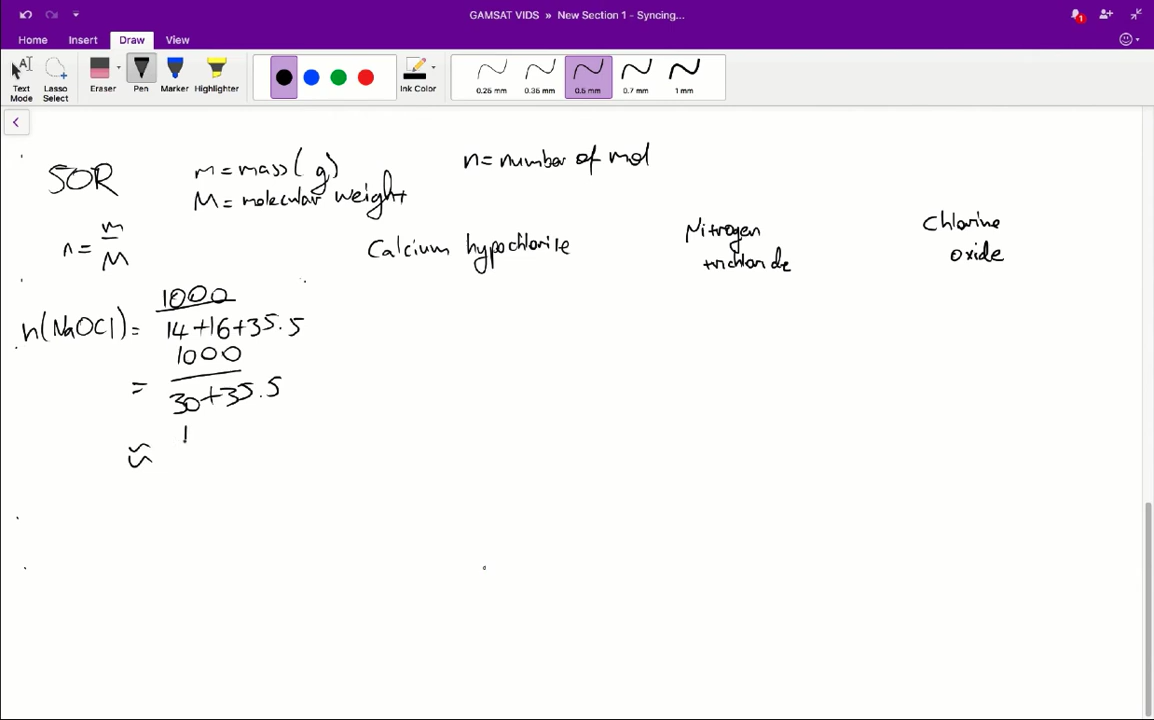 GAMSAT VIDS » New Section 1 - Syncing...
1
Home Insert Draw View
Text Mode
Lasso Select
Eraser
Pen
Marker
Highlighter
Ink Color
0.25 mm 0.35 mm 0.5 mm 0.7 mm 1 mm
SOR
m = mass (g)
M = molecular weight
n = number of mol
n = m/M
Calcium hypochlorite
Nitrogen
trichloride
Chlorine
oxide
n(NaOCl) = 1000/14+16+35.5
= 1000/30+35.5
≈ 1